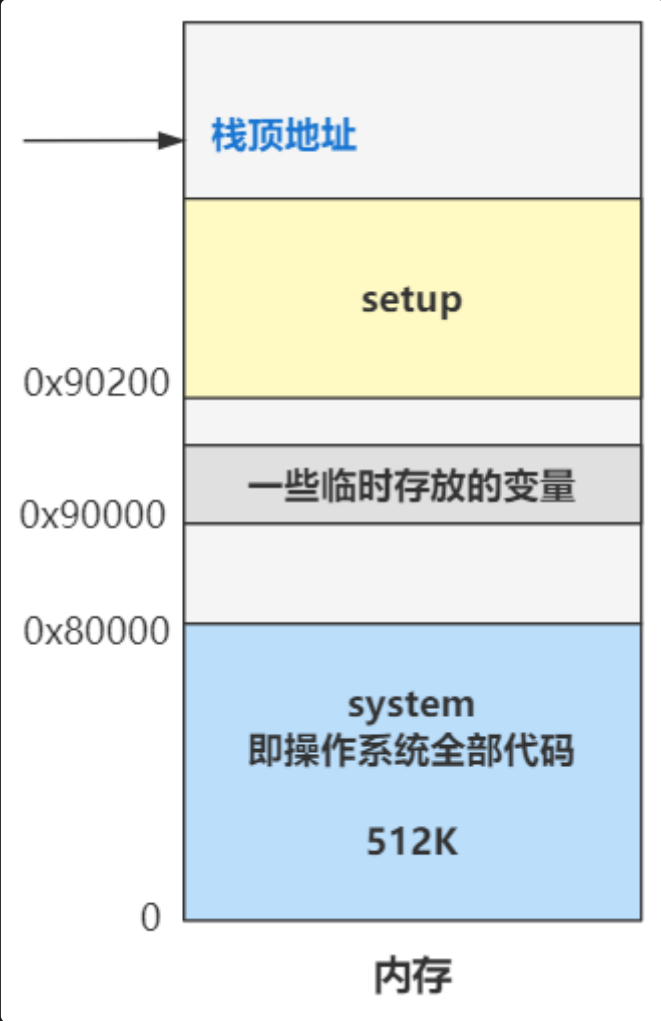 栈顶地址
setup
0x90200
一些临时存放的变量
0x90000
0x80000
system
即操作系统全部代码
512K
0
内存